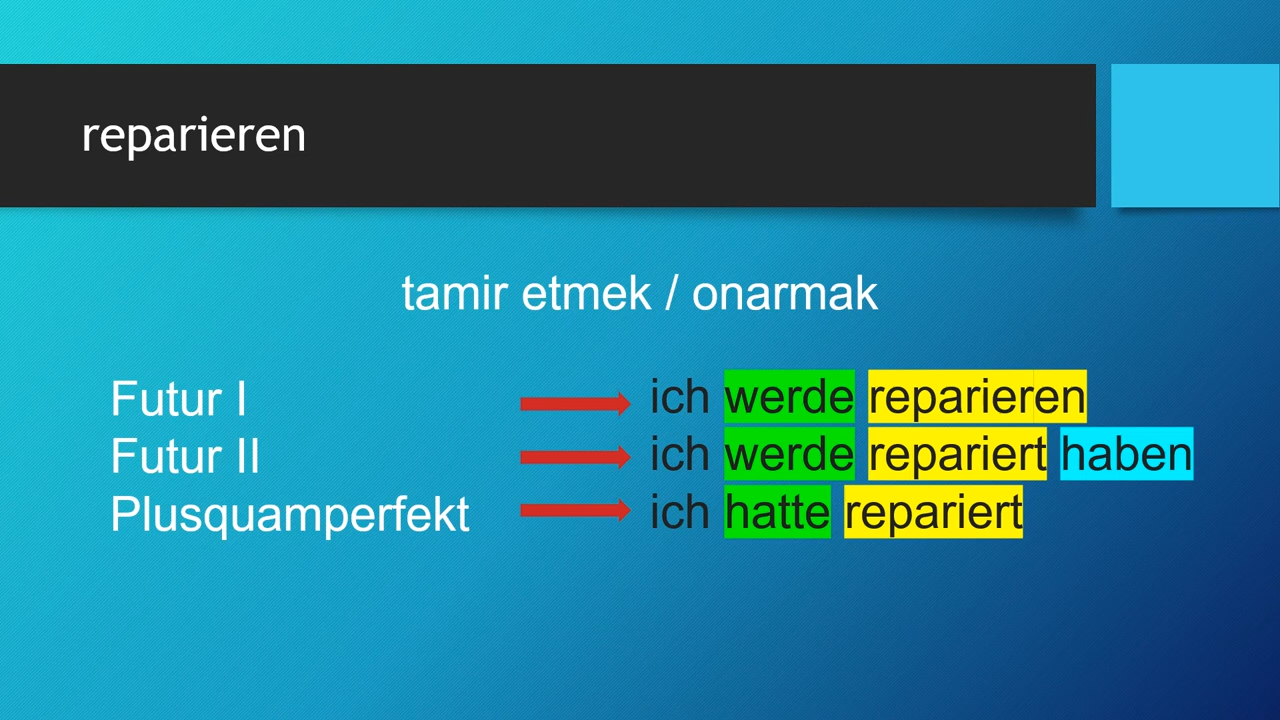 reparieren
tamir etmek / onarmak
Futur I ich werde reparieren
Futur II ich werde repariert haben
Plusquamperfekt ich hatte repariert